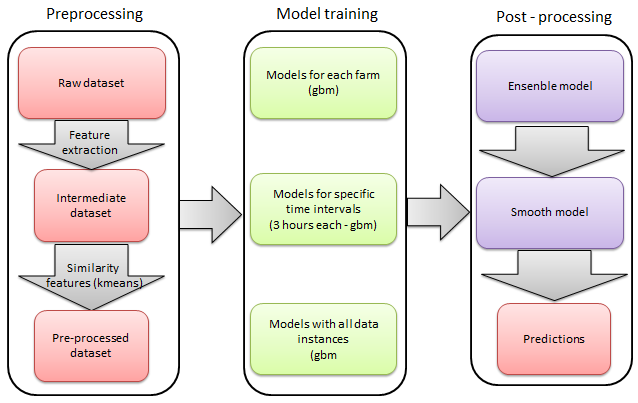 Preprocessing
Raw dataset
Feature
extraction
Intermediate
dataset
Similarity
features (kmeans)
Pre-processed
dataset
Model training
Models for each farm
(gbm)
Models for specific
time intervals
(3 hours each - gbm)
Models with all data
instances
(gbm
Post - processing
Ensenble model
Smooth model
Predictions